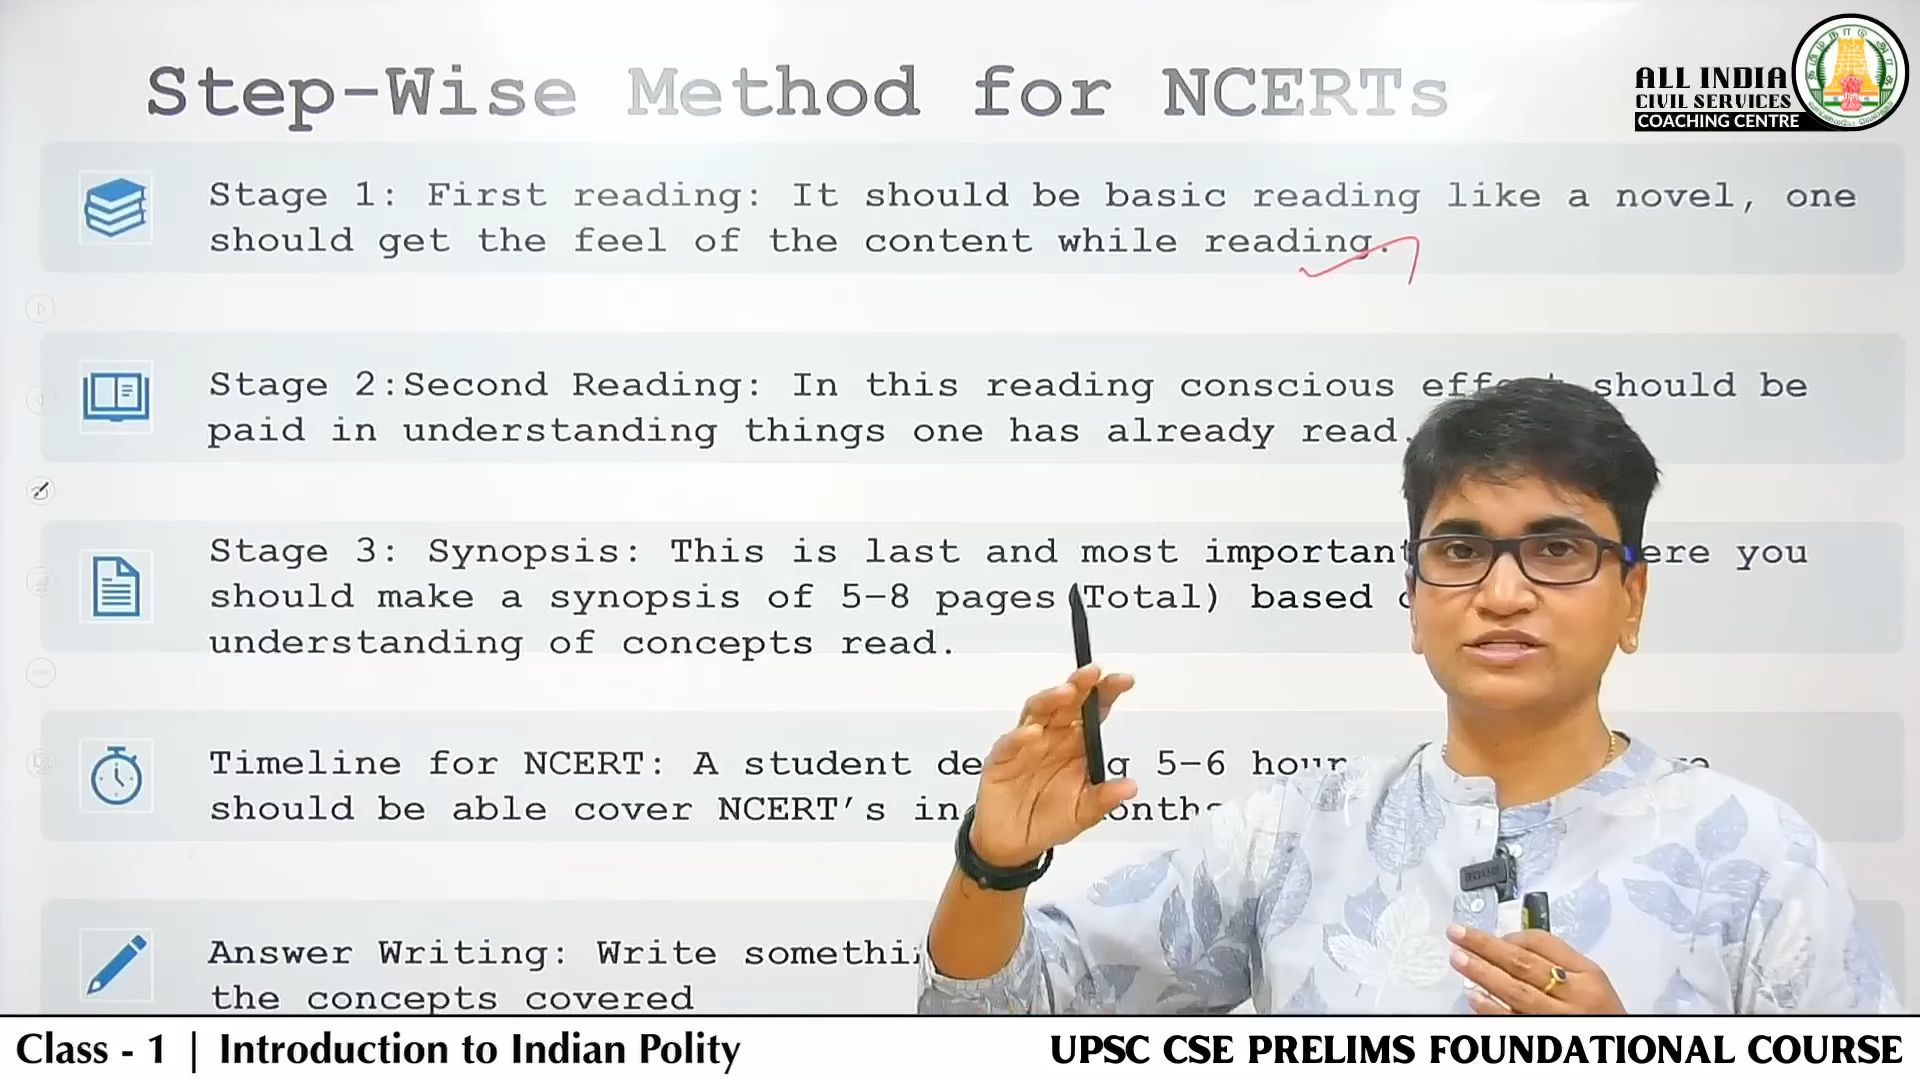 Step-Wise Method for NCERTs
ALL INDIA
CIVIL SERVICES
COACHING CENTRE
Stage 1: First reading: It should be basic reading like a novel, one
should get the feel of the content while reading.
Stage 2:Second Reading: In this reading conscious effort should be
paid in understanding things one has already read.
Stage 3: Synopsis: This is last and most important you
should make a synopsis of 5-8 pages(Total) based
understanding of concepts read.
Timeline for NCERT: A student 5-6
should be able cover NCERT's in
Answer Writing: Write
the concepts covered
Class - 1 | Introduction to Indian Polity
UPSC CSE PRELIMS FOUNDATIONAL COURSE